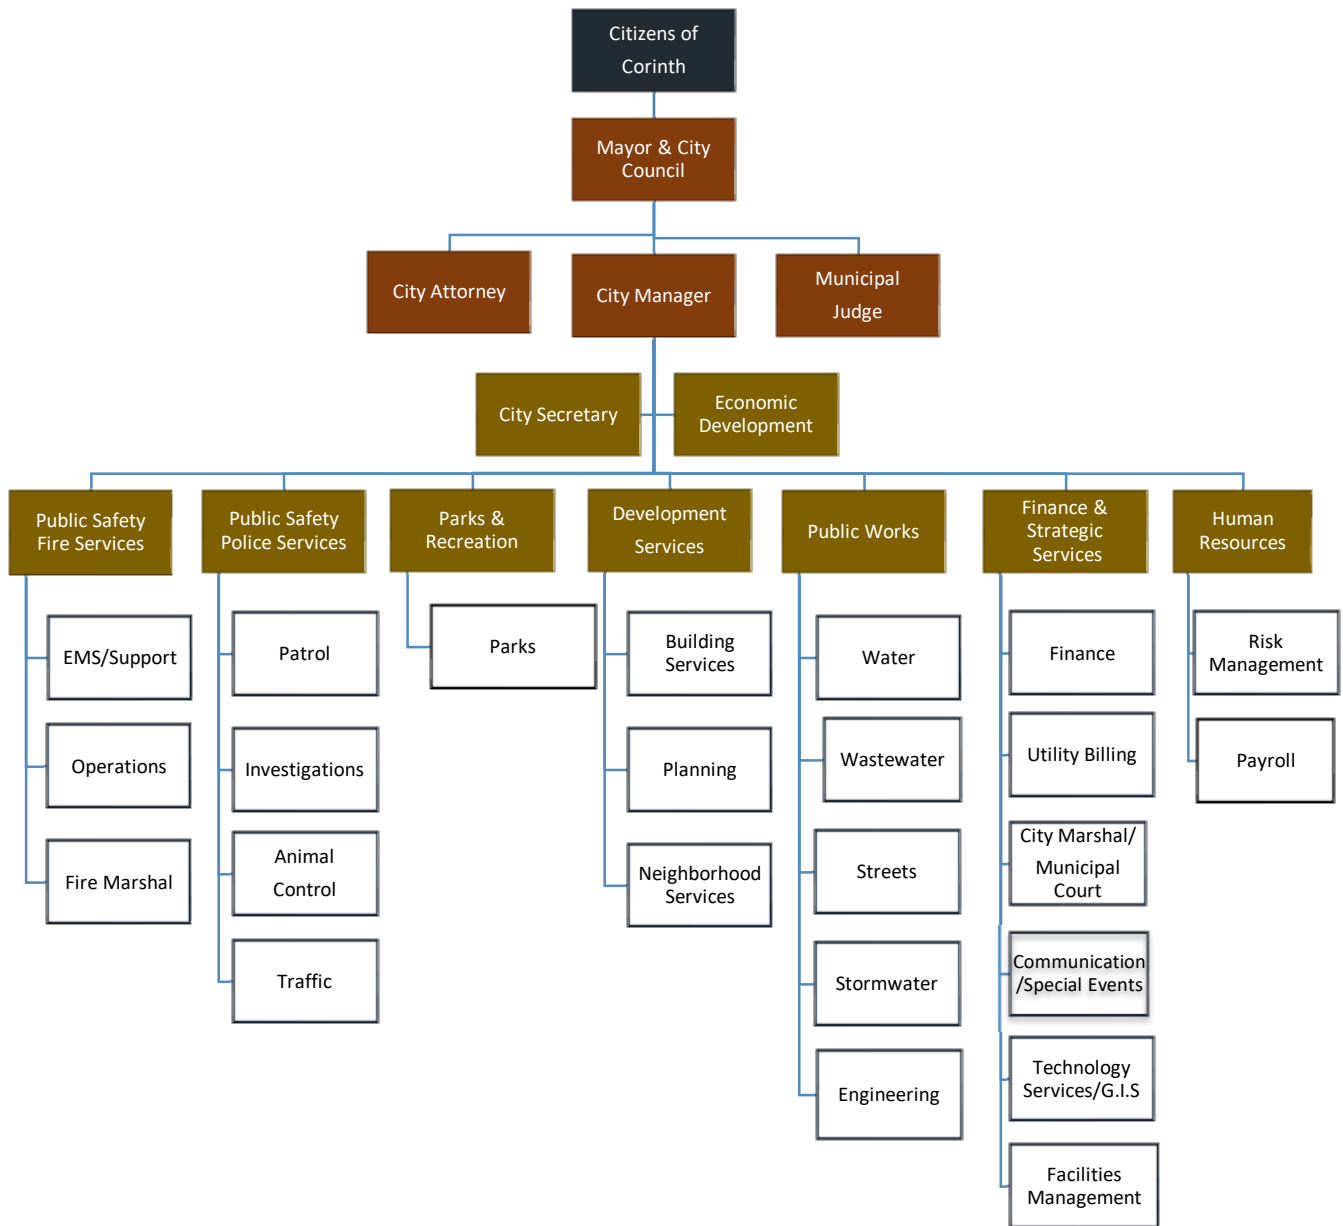 Citizens of
Corinth
Mayor & City
Council
City Attorney
City Manager
Municipal
Judge
City Secretary
Economic
Development
Public Safety
Fire Services
Public Safety
Police Services
Parks &
Recreation
Development
Services
Public Works
Finance &
Strategic
Services
Human
Resources
EMS/Support
Operations
Fire Marshal
Patrol
Investigations
Animal
Control
Traffic
Parks
Building
Services
Planning
Neighborhood
Services
Water
Wastewater
Streets
Stormwater
Engineering
Finance
Utility Billing
City Marshal/
Municipal
Court
Communication
/Special Events
Technology
Services/G.I.S
Facilities
Management
Risk
Management
Payroll